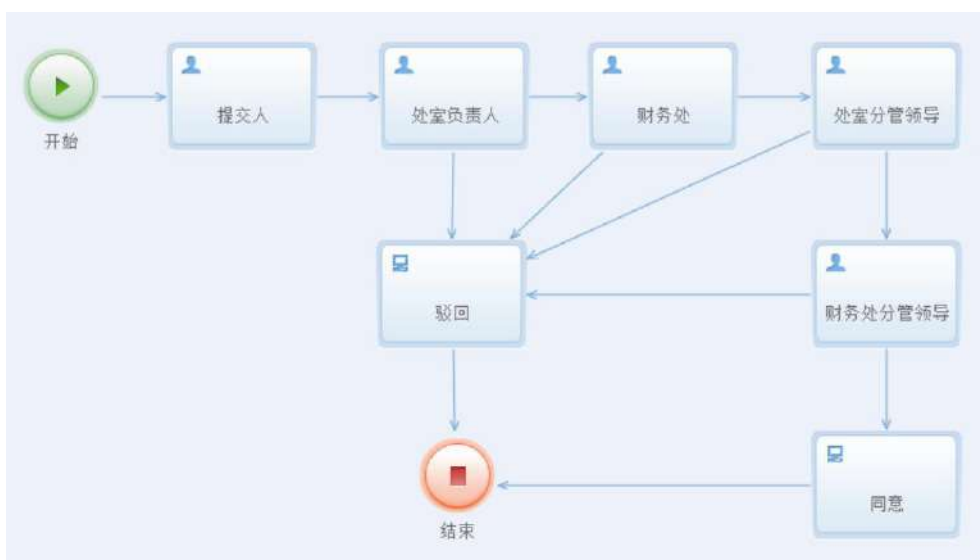 提交人
处室负责人
财务处
处室分管领导
开始
驳回
财务处分管领导
同意
结束